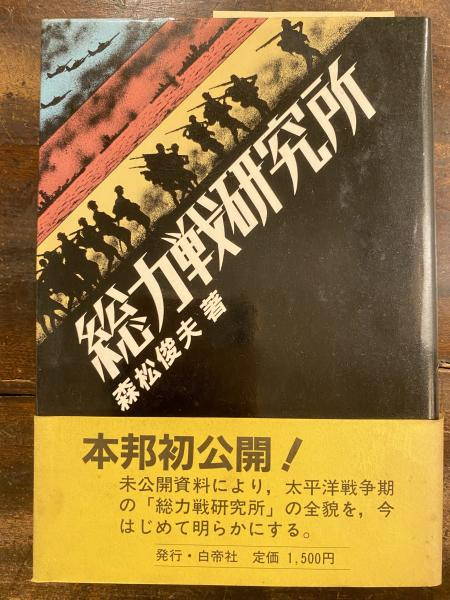 総力戦研究所
森松俊夫 著
本邦初公開!
未公開資料により,太平洋戦争期
の「総力戦研究所」の全貌を,今
はじめて明らかにする。
発行・白帝社 定価 1,500円